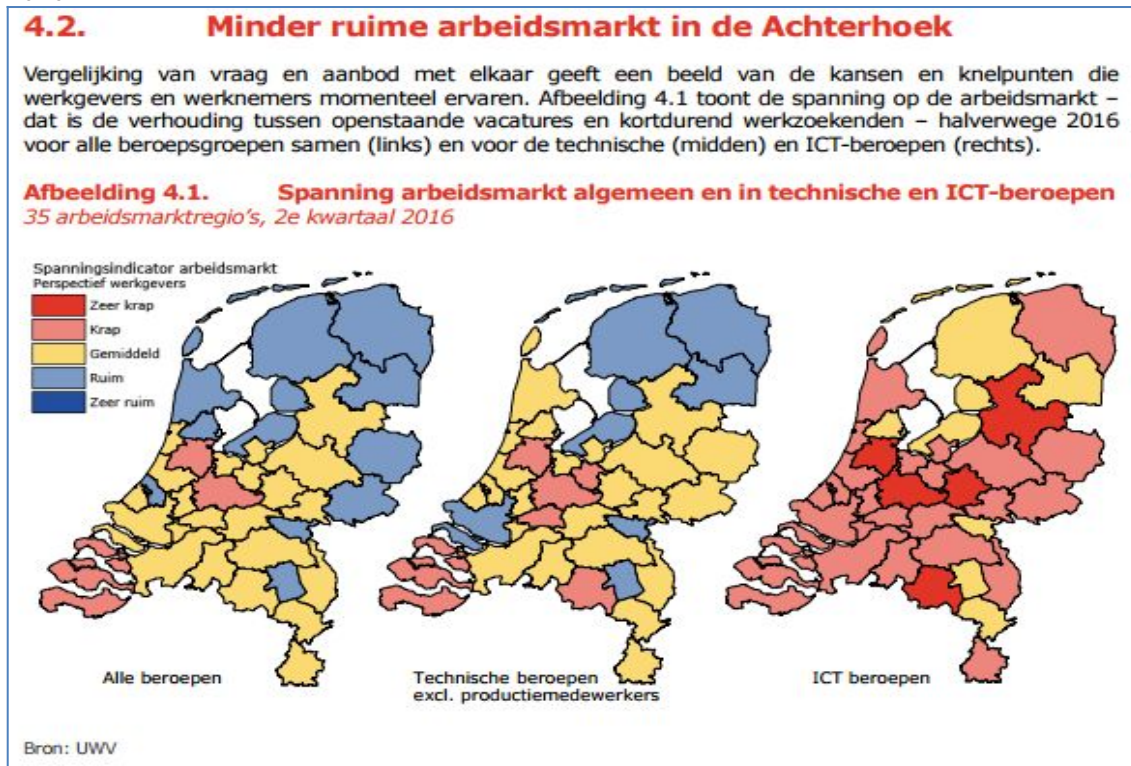 4.2. Minder ruime arbeidsmarkt in de Achterhoek
Vergelijking van vraag en aanbod met elkaar geeft een beeld van de kansen en knelpunten die
werkgevers en werknemers momenteel ervaren. Afbeelding 4.1 toont de spanning op de arbeidsmarkt –
dat is de verhouding tussen openstaande vacatures en kortdurend werkzoekenden – halverwege 2016
voor alle beroepsgroepen samen (links) en voor de technische (midden) en ICT-beroepen (rechts).
Afbeelding 4.1. Spanning arbeidsmarkt algemeen en in technische en ICT-beroepen
35 arbeidsmarktregio's, 2e kwartaal 2016
Spanningsindicator arbeidsmarkt
Perspectief werkgevers
Zeer krap
Krap
Gemiddeld
Ruim
Zeer ruim
Alle beroepen
Technische beroepen
excl. productiemedewerkers
ICT beroepen
Bron: UWV